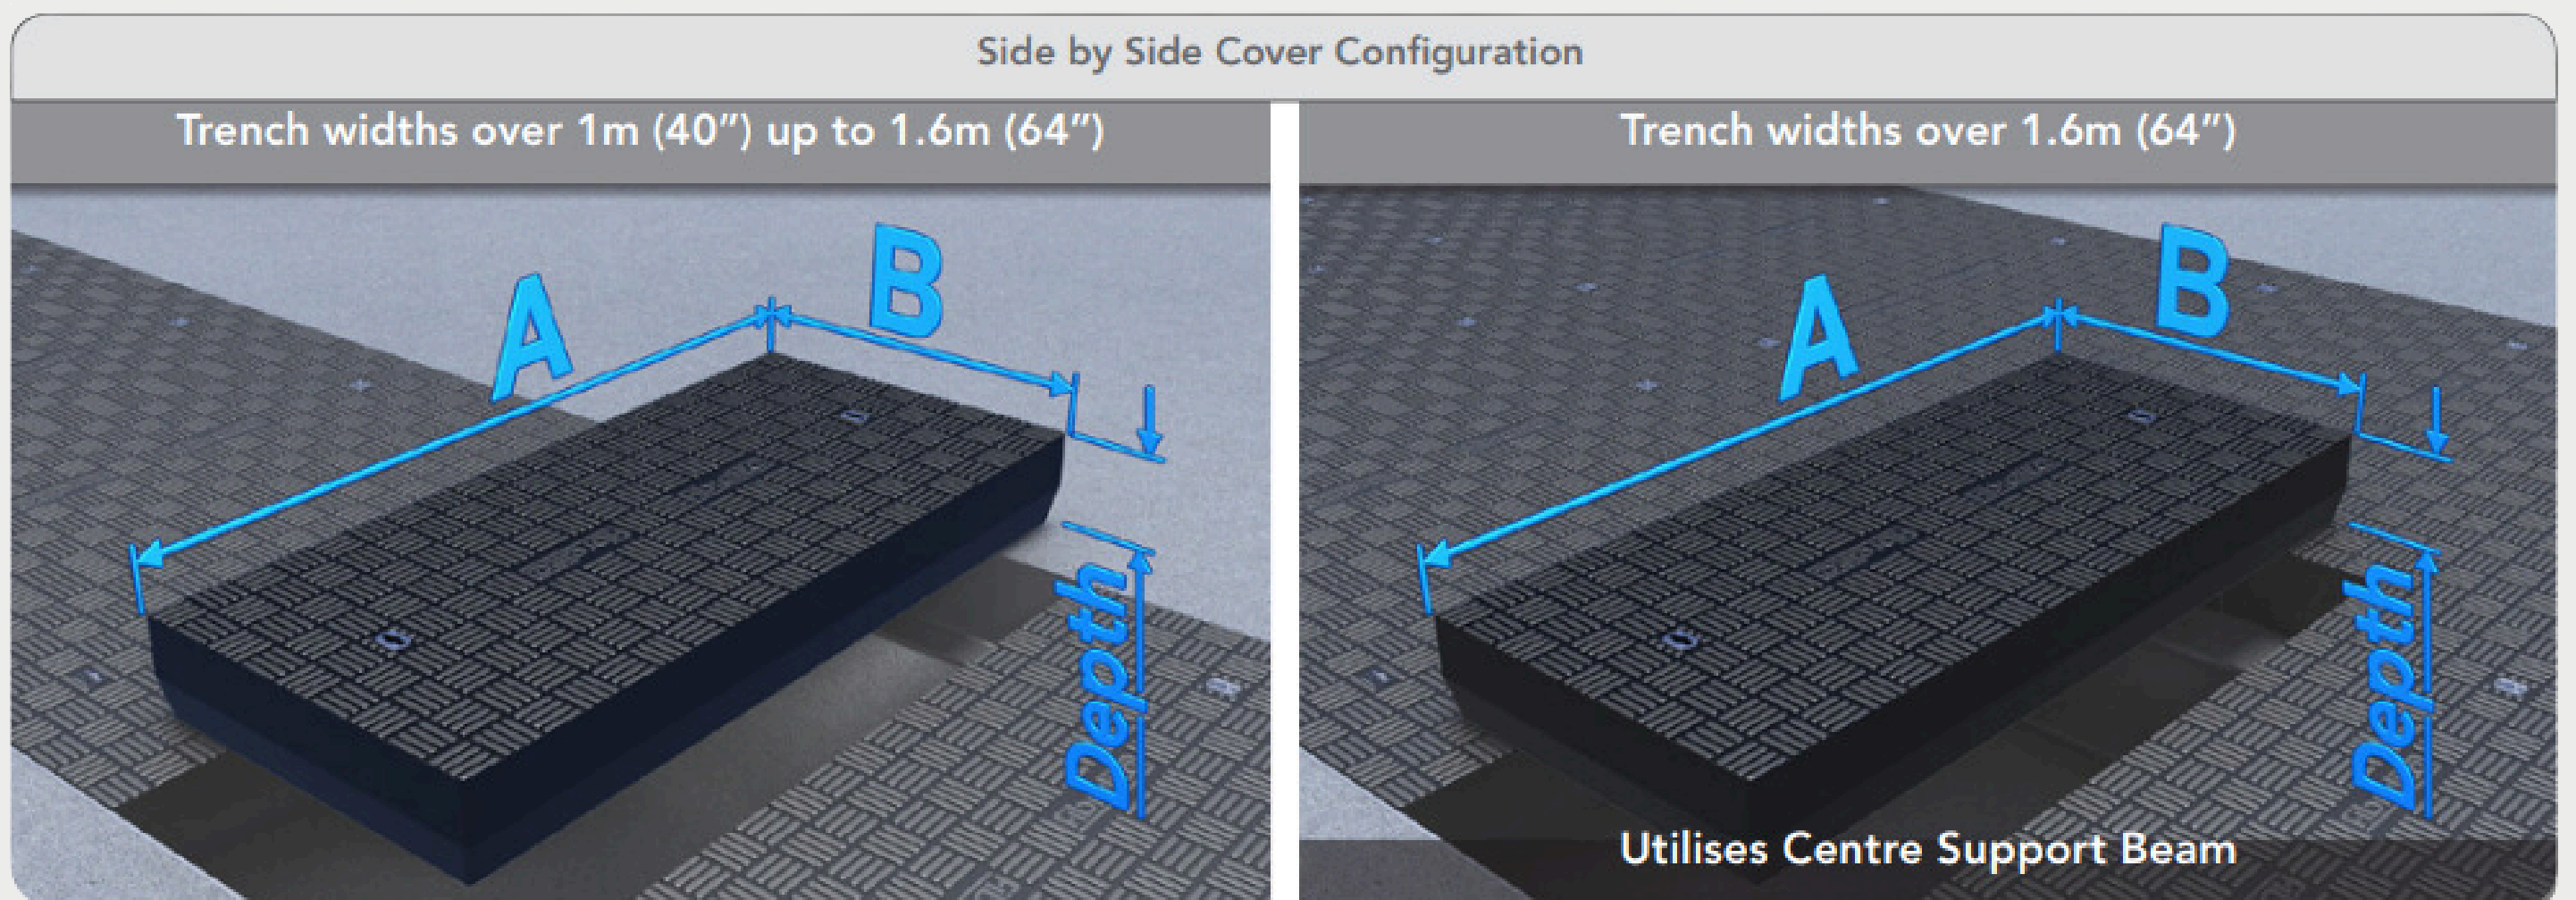 Side by Side Cover Configuration
Trench widths over 1m (40”) up to 1.6m (64”)
Trench widths over 1.6m (64”)
A
B
Depth
A
B
Depth
Utilises Centre Support Beam